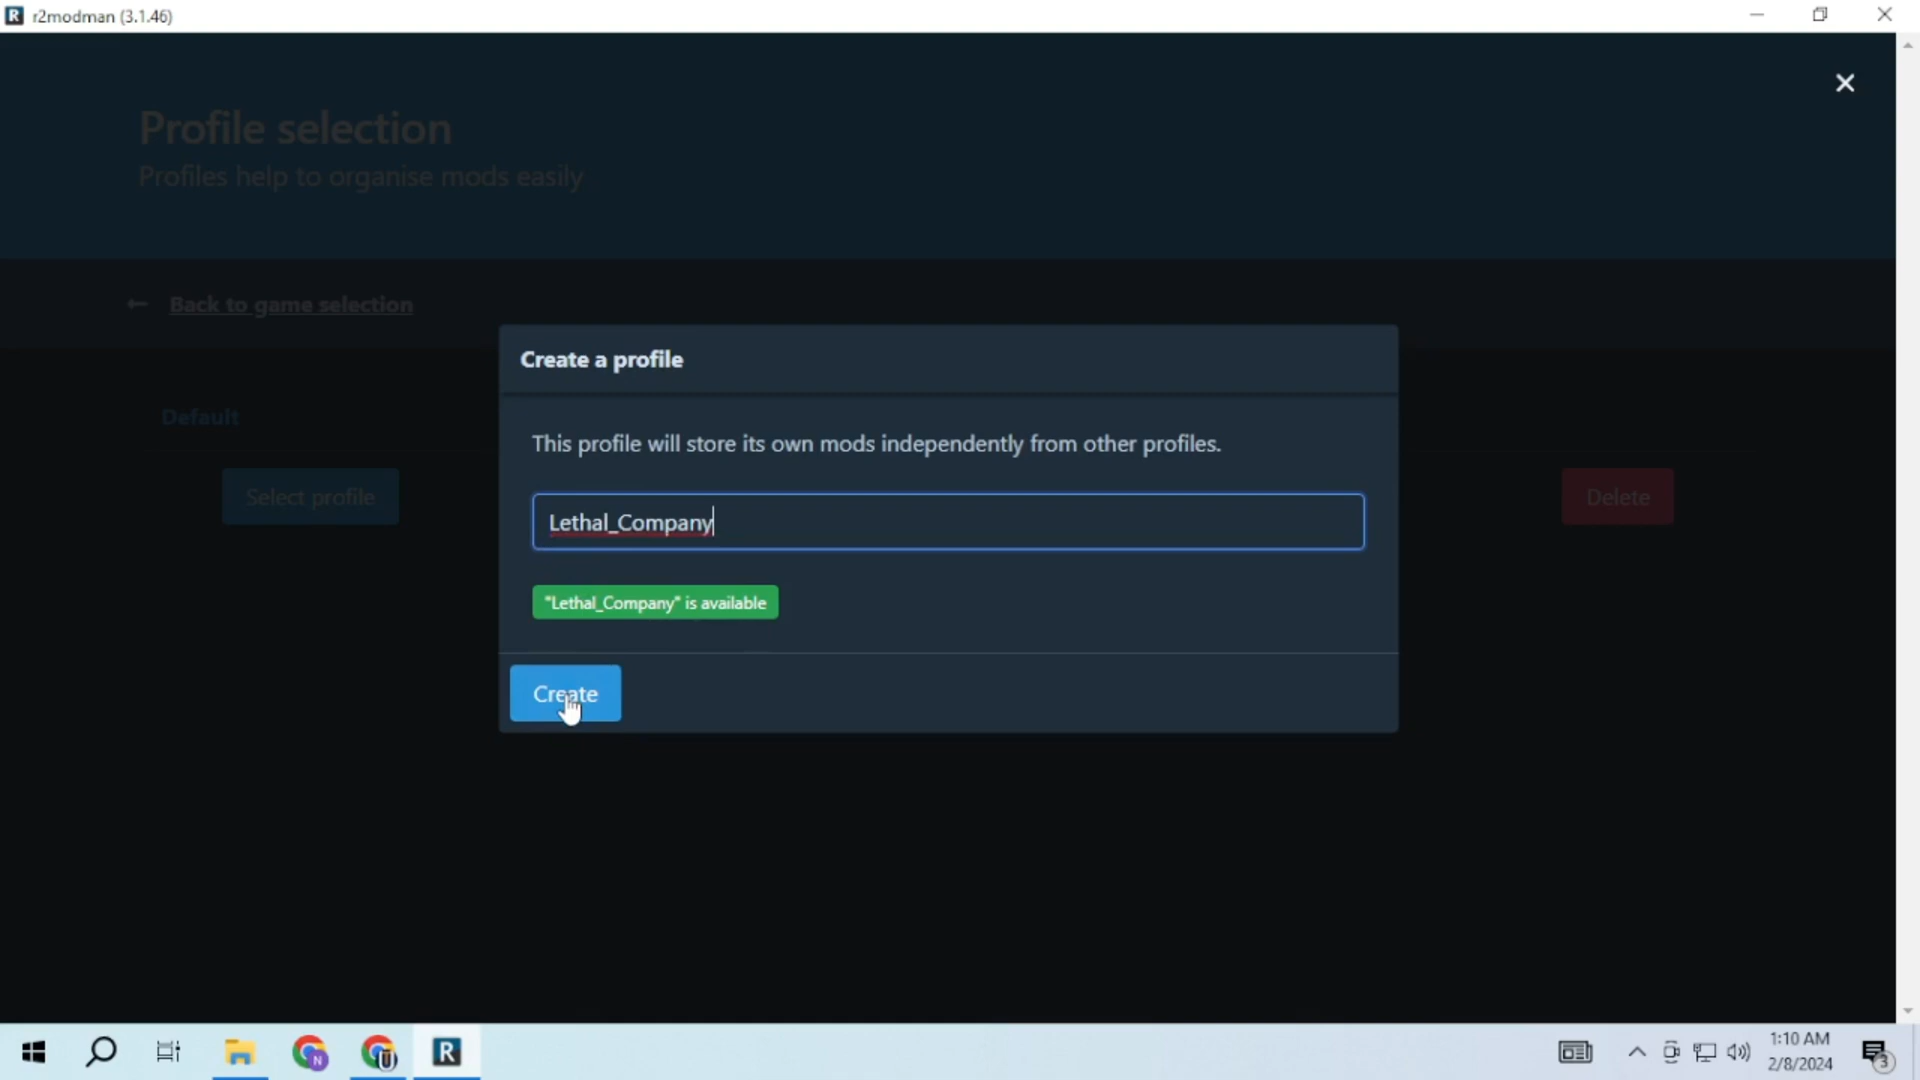 r2modman (3.1.46)
Profile selection
Profiles help to organise mods easily
Back to game selection
Create a profile
Default
This profile will store its own mods independently from other profiles.
Select profile
Delete
Lethal_Company
"Lethal_Company" is available
Create
R
N
U
R
1:10 AM
2/8/2024
3